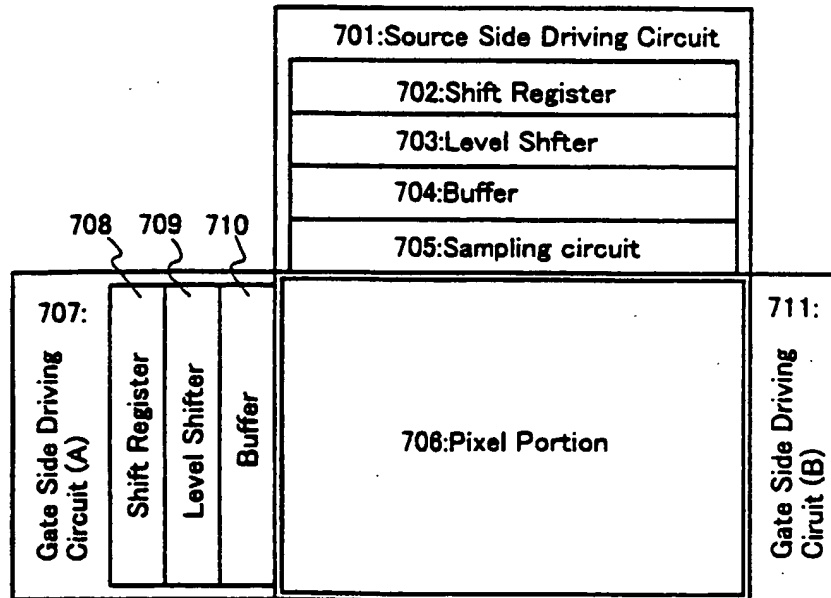 701:Source Side Driving Circuit
702:Shift Register
703:Level Shfter
704:Buffer
705:Sampling circuit
708 709 710
707:
Gate Side Driving
Circuit (A)
Shift Register
Level Shifter
Buffer
706:Pixel Portion
711:
Gate Side Driving
Ciruit (B)